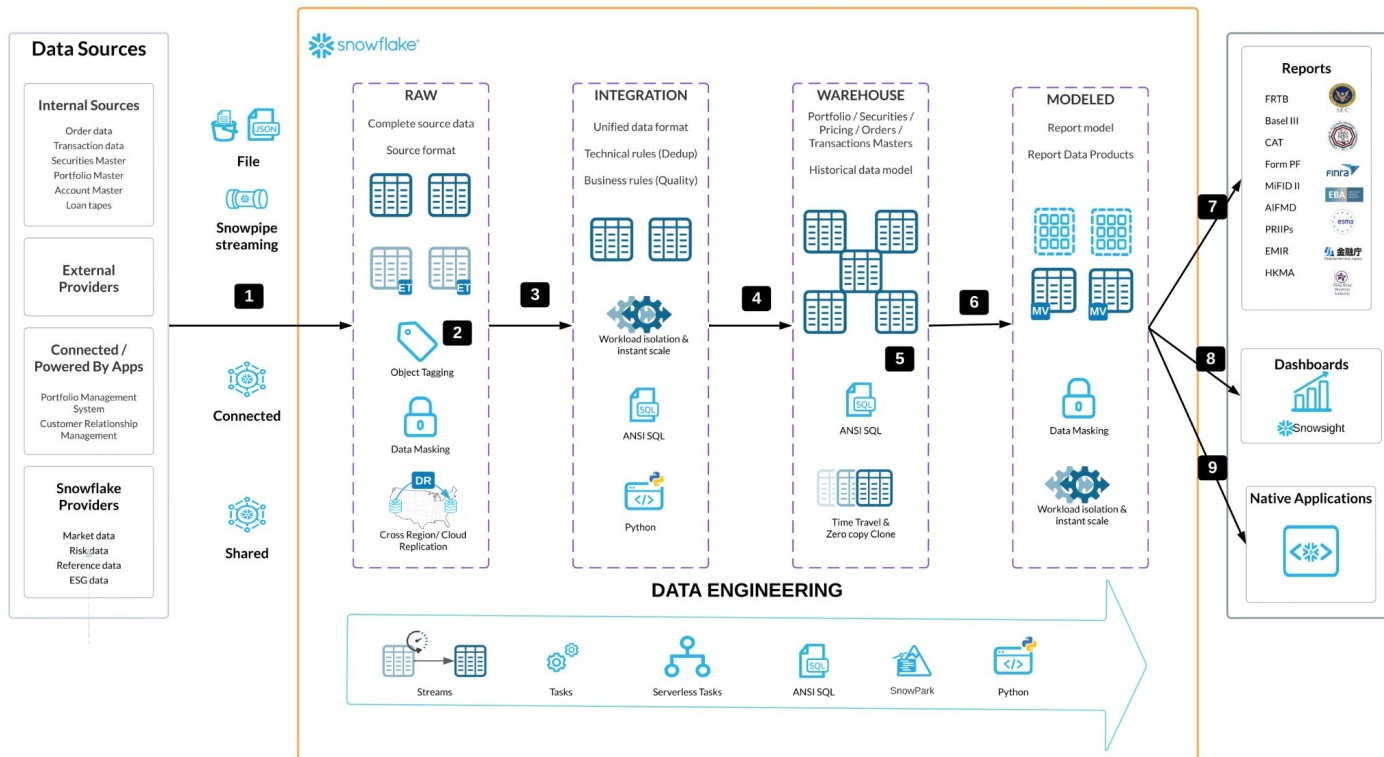 Data Sources
Internal Sources
Order data
Transaction data
Securities Master
Portfolio Master
Account Master
Loan tapes
External
Providers
Connected /
Powered By Apps
Portfolio Management
System
Customer Relationship
Management
Snowflake
Providers
Market data
Risk data
Reference data
ESG data
JSON
File
Snowpipe
streaming
1
Connected
Shared
snowflake®
RAW
Complete source data
Source format
ET
ET
2
Object Tagging
Data Masking
DR
Cross Region/ Cloud
Replication
3
INTEGRATION
Unified data format
Technical rules (Dedup)
Business rules (Quality)
Workload isolation &
instant scale
SQL
ANSI SQL
</>
Python
4
WAREHOUSE
Portfolio / Securities /
Pricing / Orders /
Transactions Masters
Historical data model
5
SQL
ANSI SQL
Time Travel &
Zero copy Clone
6
MODELED
Report model
Report Data Products
MV
MV
Data Masking
Workload isolation &
instant scale
DATA ENGINEERING
Streams
Tasks
Serverless Tasks
SQL
ANSI SQL
SnowPark
</>
Python
7
8
9
Reports
FRTB
Basel III
CAT
Form PF
MiFID II
AIFMD
PRIIPs
EMIR
HKMA
SEC
finra
EBA
esma
金融庁
Dashboards
Snowsight
Native Applications